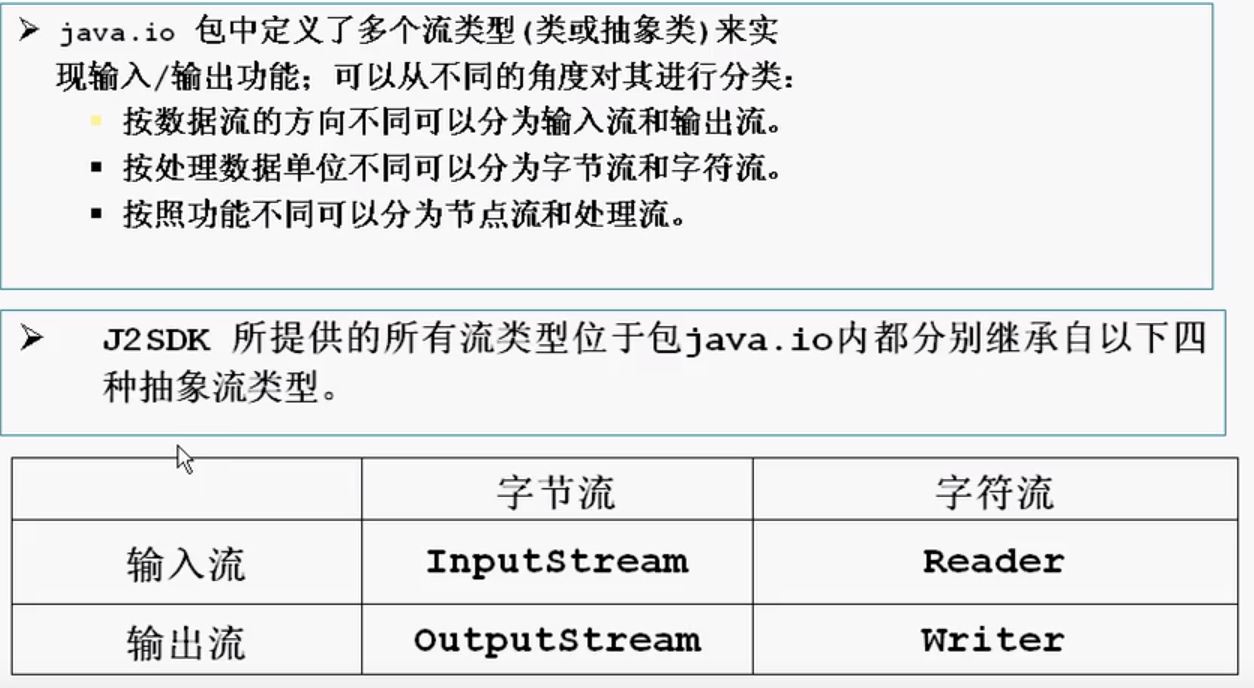 java.io 包中定义了多个流类型(类或抽象类)来实
现输入/输出功能；可以从不同的角度对其进行分类：
按数据流的方向不同可以分为输入流和输出流。
按处理数据单位不同可以分为字节流和字符流。
按照功能不同可以分为节点流和处理流。
J2SDK 所提供的所有流类型位于包java.io内都分别继承自以下四
种抽象流类型。
字节流 字符流
输入流 InputStream Reader
输出流 OutputStream Writer